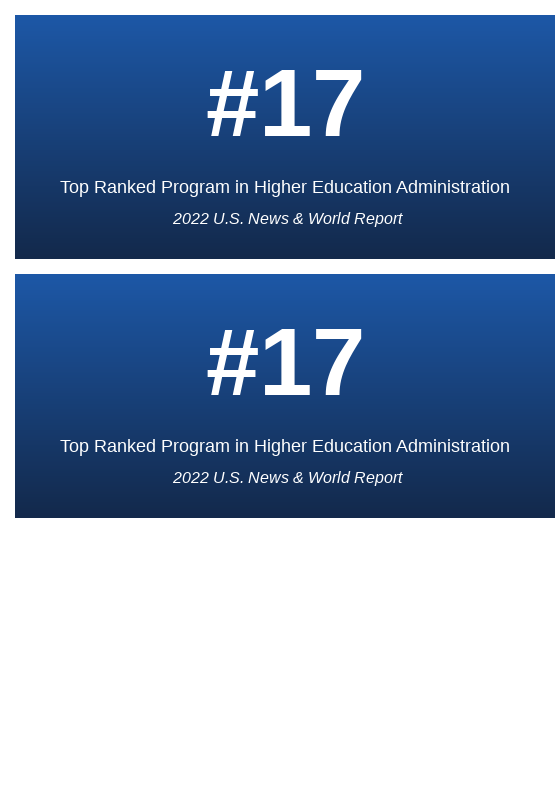 #17
Top Ranked Program in Higher Education Administration
2022 U.S. News & World Report
#17
Top Ranked Program in Higher Education Administration
2022 U.S. News & World Report